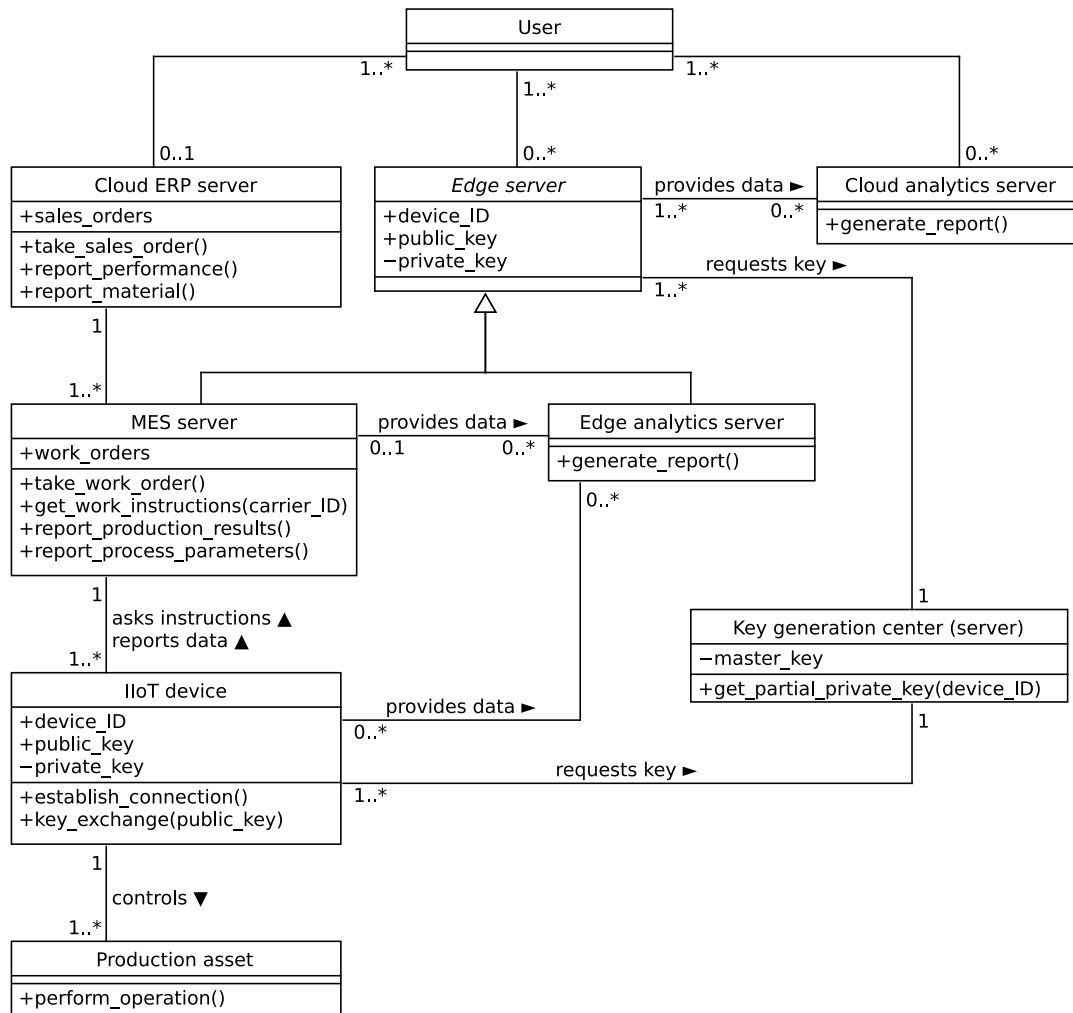 User
1..*
1..*
1..*
0..1
0..*
0..*
Cloud ERP server
+sales_orders
+take_sales_order()
+report_performance()
+report_material()
Edge server
+device_ID
+public_key
−private_key
provides data ►
1..*
0..*
Cloud analytics server
+generate_report()
requests key ►
1..*
1
1..*
MES server
+work_orders
+take_work_order()
+get_work_instructions(carrier_ID)
+report_production_results()
+report_process_parameters()
provides data ►
0..1
0..*
Edge analytics server
+generate_report()
0..*
1
asks instructions ▲
reports data ▲
1..*
1
Key generation center (server)
−master_key
+get_partial_private_key(device_ID)
1
IIoT device
+device_ID
+public_key
−private_key
+establish_connection()
+key_exchange(public_key)
provides data ►
0..*
requests key ►
1..*
1
controls ▼
1..*
Production asset
+perform_operation()